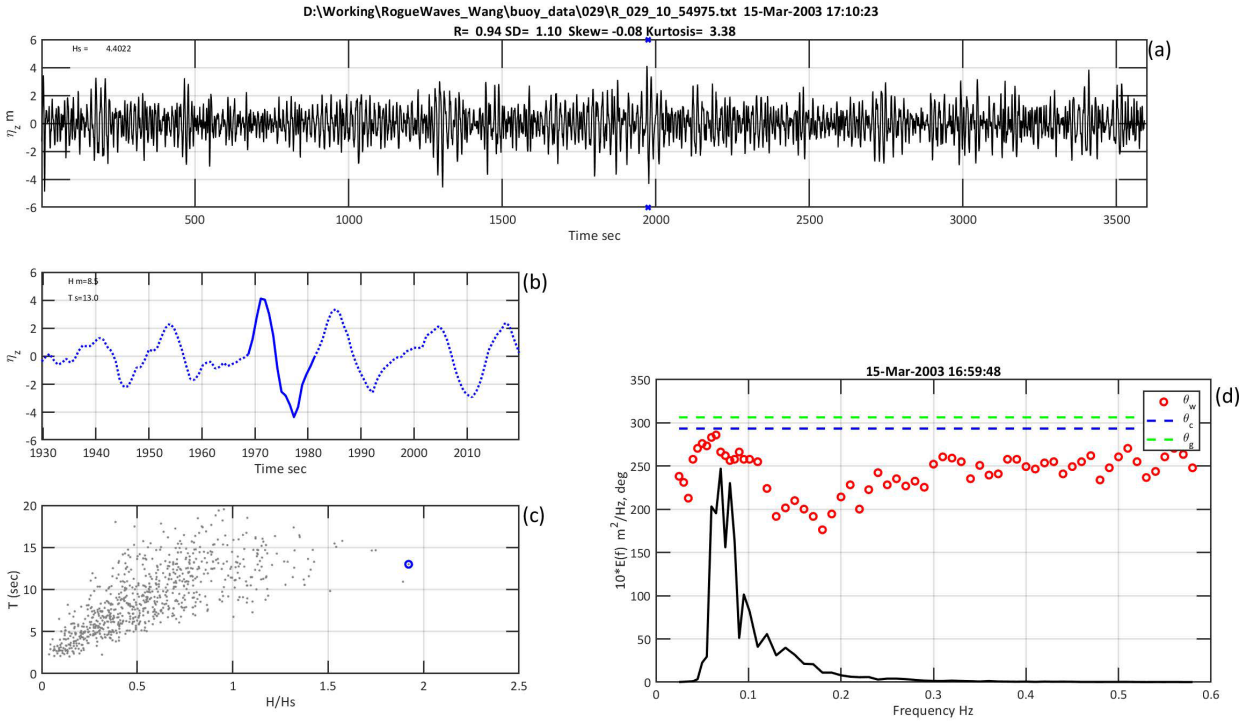 D:\Working\RogueWaves_Wang\buoy_data\029\R_029_10_54975.txt 15-Mar-2003 17:10:23
R= 0.94 SD= 1.10 Skew= -0.08 Kurtosis= 3.38
(a)
Hs = 4.4022
6
4
2
0
-2
-4
-6
η_z m
500
1000
1500
2000
2500
3000
3500
Time sec
(b)
H m=8.5
T s=13.0
6
4
2
0
-2
-4
-6
η_z
1930
1940
1950
1960
1970
1980
1990
2000
2010
Time sec
(c)
20
15
10
5
0
T (sec)
0
0.5
1
1.5
2
2.5
H/Hs
15-Mar-2003 16:59:48
(d)
θ_w
θ_c
θ_g
350
300
250
200
150
100
50
0
10*E(f) m²/Hz, deg
0
0.1
0.2
0.3
0.4
0.5
0.6
Frequency Hz